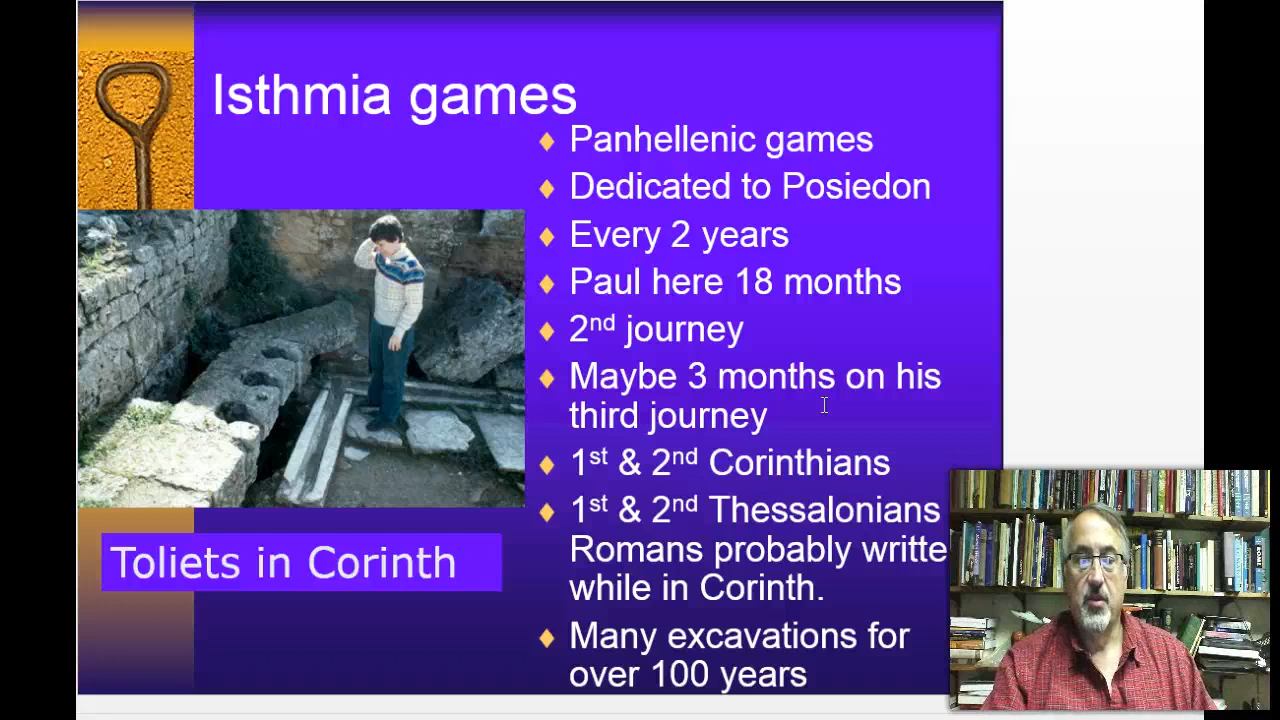 Isthmia games
Panhellenic games
Dedicated to Posiedon
Every 2 years
Paul here 18 months
2nd journey
Maybe 3 months on his
third journey
1st & 2nd Corinthians
1st & 2nd Thessalonians
Romans probably writte
while in Corinth.
Many excavations for
over 100 years
Toliets in Corinth